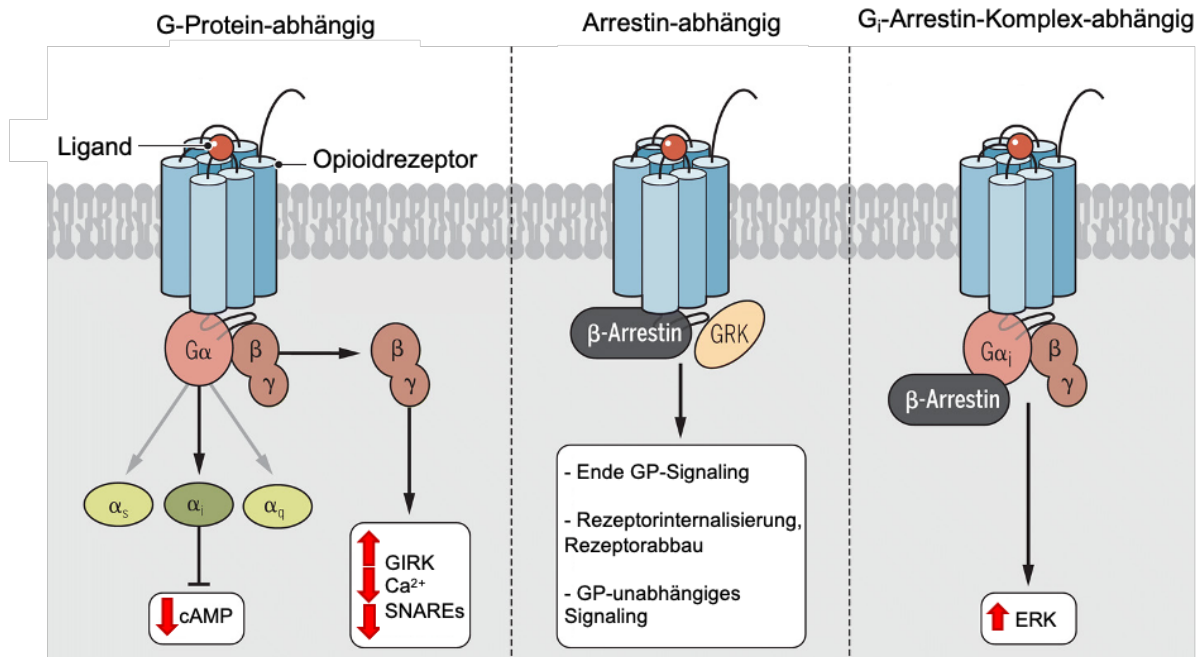 G-Protein-abhängig
Arrestin-abhängig
Gᵢ-Arrestin-Komplex-abhängig
Ligand
Opioidrezeptor
Gα
β
γ
β
γ
αₛ
αᵢ
α_q
cAMP
GIRK
Ca²⁺
SNAREs
β-Arrestin
GRK
- Ende GP-Signaling
- Rezeptorinternalisierung,
Rezeptorabbau
- GP-unabhängiges
Signaling
Gαᵢ
β
γ
β-Arrestin
ERK